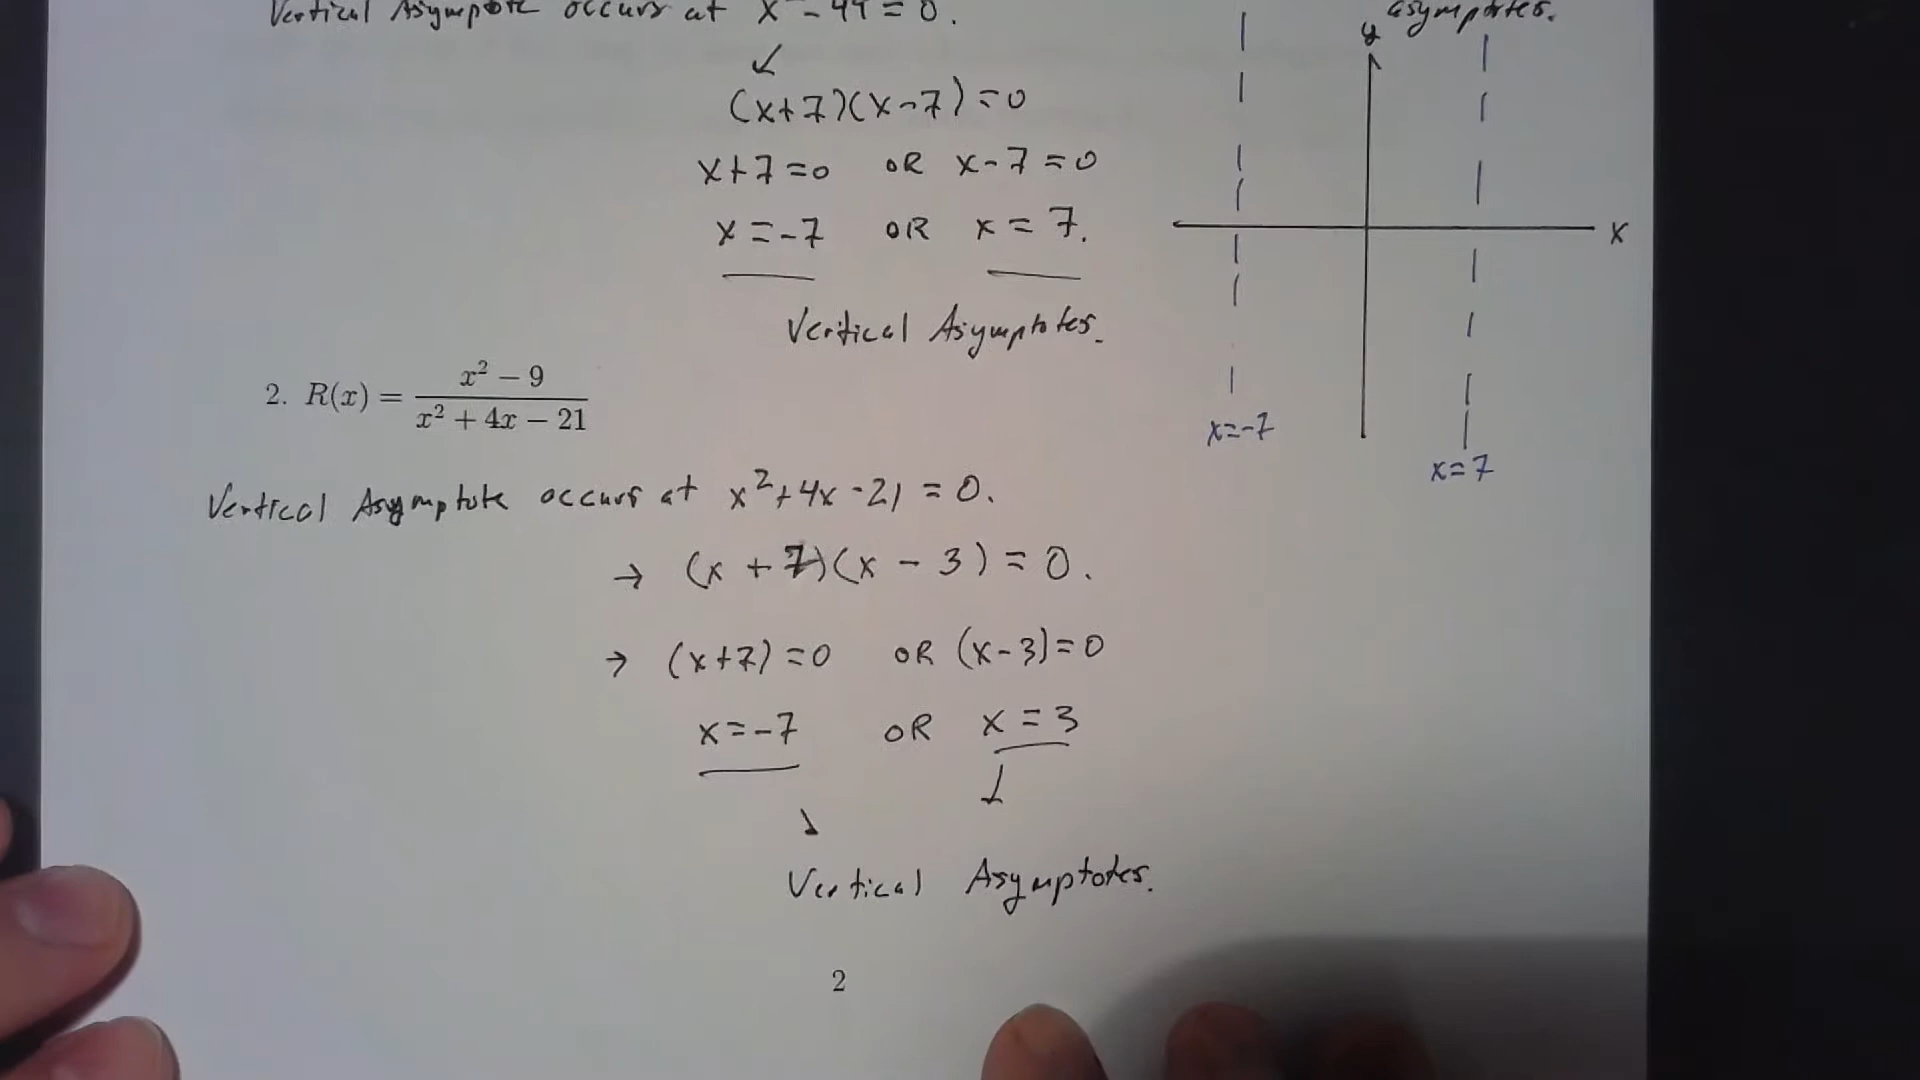 Vertical Asymptote occurs at x² - 49 = 0.
asymptotes.
y
(x+7)(x-7)=0
x+7=0 OR x-7=0
x=-7 OR x=7.
x
Vertical Asymptotes.
x=-7
x=7
2. R(x) = (x² − 9)/(x² + 4x − 21)
Vertical Asymptote occurs at x²+4x-21=0.
→ (x+7)(x-3)=0.
→ (x+7)=0 OR (x-3)=0
x=-7 OR x=3
Vertical Asymptotes.
2